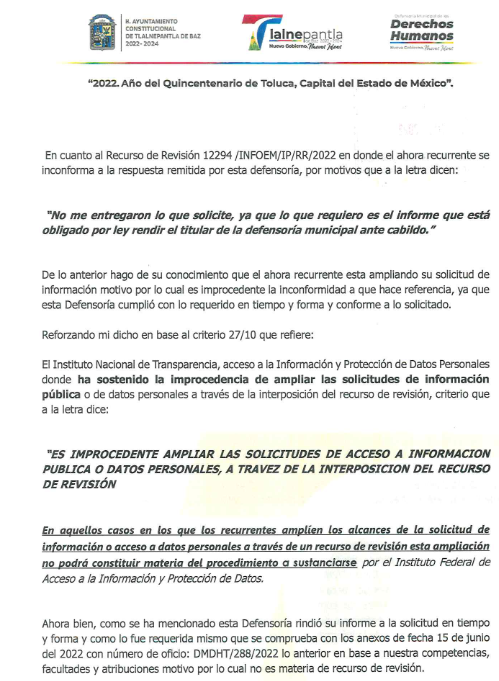 H. AYUNTAMIENTO
CONSTITUCIONAL
DE TLALNEPANTLA DE BAZ
2022-2024
Tlalnepantla
Nuevo Gobierno, Nuevas Ideas
Derechos
Humanos
Nuevo Gobierno, Nuevas Ideas
"2022. Año del Quincentenario de Toluca, Capital del Estado de México".
En cuanto al Recurso de Revisión 12294 /INFOEM/IP/RR/2022 en donde el ahora recurrente se
inconforma a la respuesta remitida por esta defensoría, por motivos que a la letra dicen:
"No me entregaron lo que solicite, ya que lo que requiero es el informe que está
obligado por ley rendir el titular de la defensoría municipal ante cabildo."
De lo anterior hago de su conocimiento que el ahora recurrente esta ampliando su solicitud de
información motivo por lo cual es improcedente la inconformidad a que hace referencia, ya que
esta Defensoría cumplió con lo requerido en tiempo y forma y conforme a lo solicitado.
Reforzando mi dicho en base al criterio 27/10 que refiere:
El Instituto Nacional de Transparencia, acceso a la Información y Protección de Datos Personales
donde ha sostenido la improcedencia de ampliar las solicitudes de información
pública o de datos personales a través de la interposición del recurso de revisión, criterio que
a la letra dice:
"ES IMPROCEDENTE AMPLIAR LAS SOLICITUDES DE ACCESO A INFORMACION
PUBLICA O DATOS PERSONALES, A TRAVEZ DE LA INTERPOSICION DEL RECURSO
DE REVISIÓN
En aquellos casos en los que los recurrentes amplíen los alcances de la solicitud de
información o acceso a datos personales a través de un recurso de revisión esta ampliación
no podrá constituir materia del procedimiento a sustanciarse por el Instituto Federal de
Acceso a la Información y Protección de Datos.
Ahora bien, como se ha mencionado esta Defensoría rindió su informe a la solicitud en tiempo
y forma y como lo fue requerida mismo que se comprueba con los anexos de fecha 15 de junio
del 2022 con número de oficio: DMDHT/288/2022 lo anterior en base a nuestra competencias,
facultades y atribuciones motivo por lo cual no es materia de recurso de revisión.